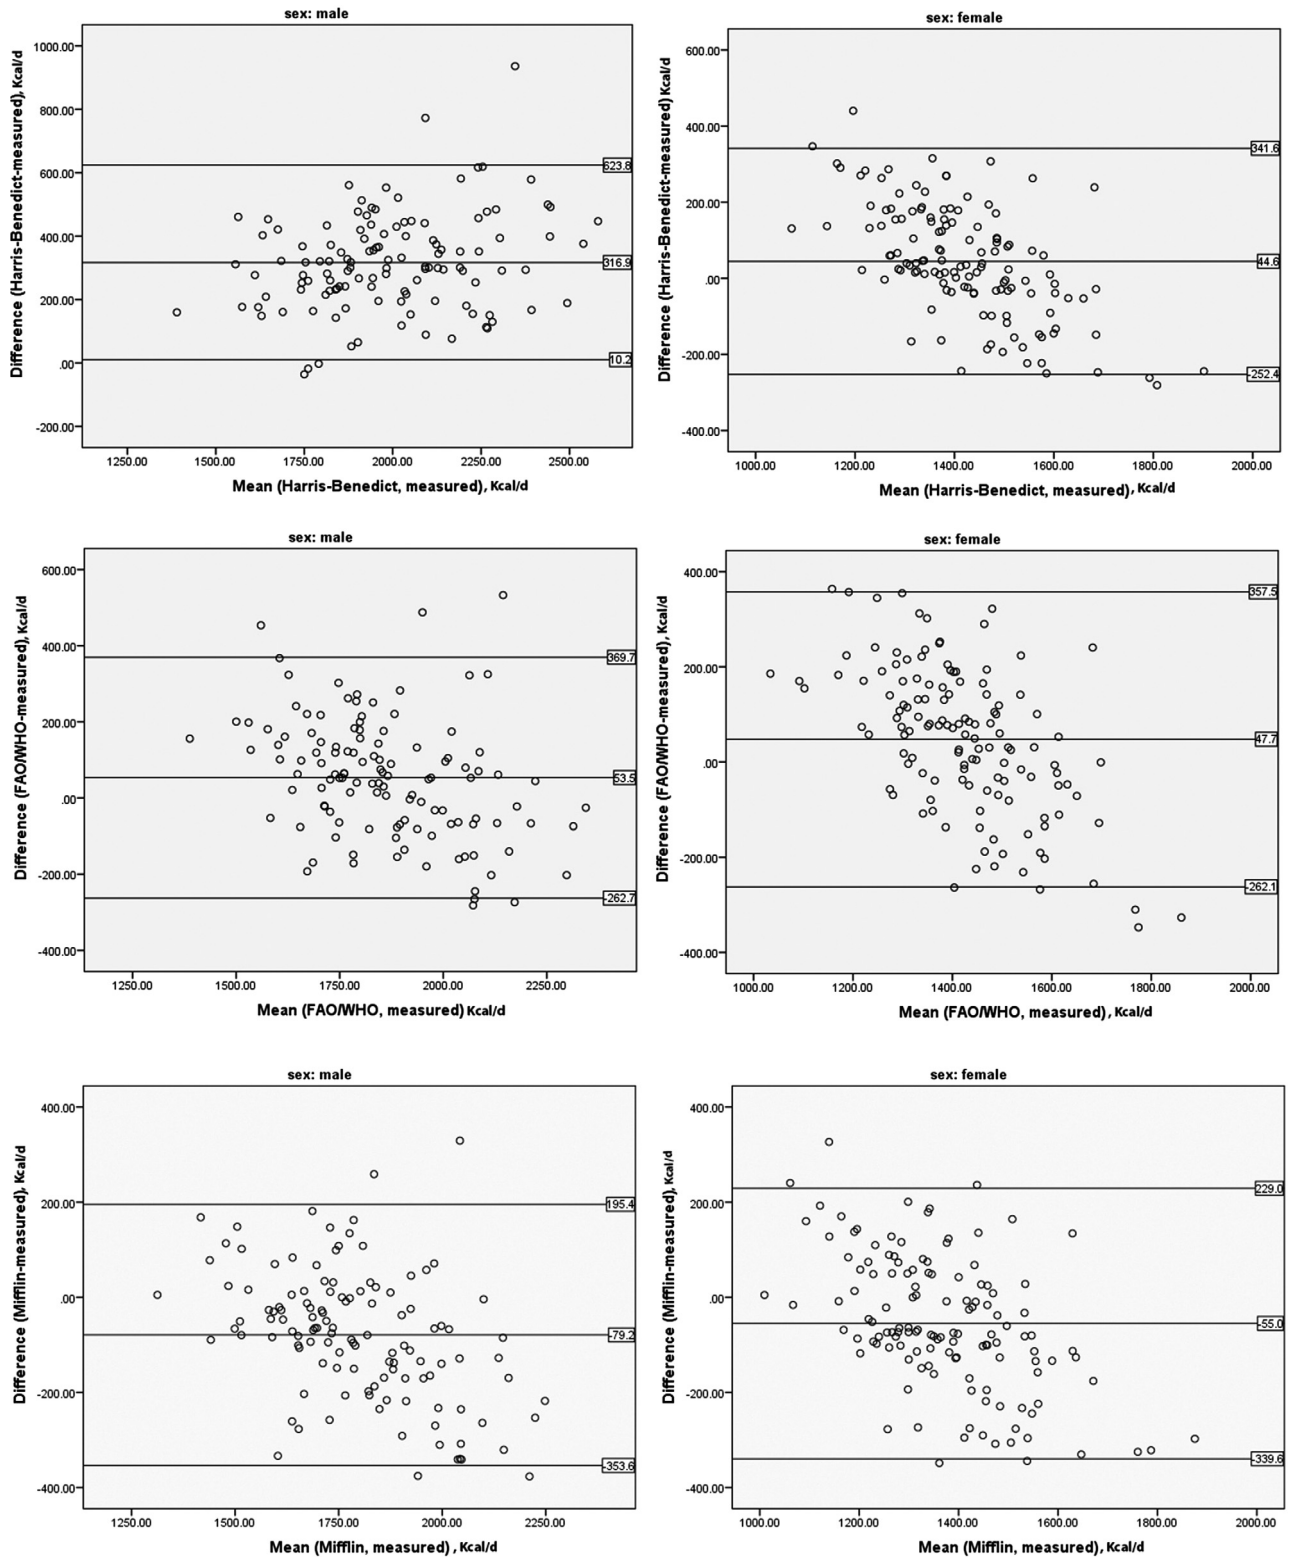 sex: male
Difference (Harris-Benedict-measured), Kcal/d
1000.00
800.00
600.00
400.00
200.00
.00
-200.00
623.8
316.9
10.2
1250.00 1500.00 1750.00 2000.00 2250.00 2500.00
Mean (Harris-Benedict, measured), Kcal/d
sex: female
Difference (Harris-Benedict-measured) Kcal/d
600.00
400.00
200.00
.00
-200.00
-400.00
341.6
44.6
-252.4
1000.00 1200.00 1400.00 1600.00 1800.00 2000.00
Mean (Harris-Benedict, measured), Kcal/d
sex: male
Difference (FAO/WHO-measured), Kcal/d
600.00
400.00
200.00
.00
-200.00
-400.00
369.7
53.5
-262.7
1250.00 1500.00 1750.00 2000.00 2250.00
Mean (FAO/WHO, measured) Kcal/d
sex: female
Difference (FAO/WHO-measured), Kcal/d
400.00
200.00
.00
-200.00
-400.00
357.5
47.7
-262.1
1000.00 1200.00 1400.00 1600.00 1800.00 2000.00
Mean (FAO/WHO, measured), Kcal/d
sex: male
Difference (Mifflin-measured), Kcal/d
400.00
200.00
.00
-200.00
-400.00
195.4
-79.2
-353.6
1250.00 1500.00 1750.00 2000.00 2250.00
Mean (Mifflin, measured) , Kcal/d
sex: female
Difference (Mifflin-measured), Kcal/d
400.00
200.00
.00
-200.00
-400.00
229.0
-55.0
-339.6
1000.00 1200.00 1400.00 1600.00 1800.00 2000.00
Mean (Mifflin, measured) , Kcal/d